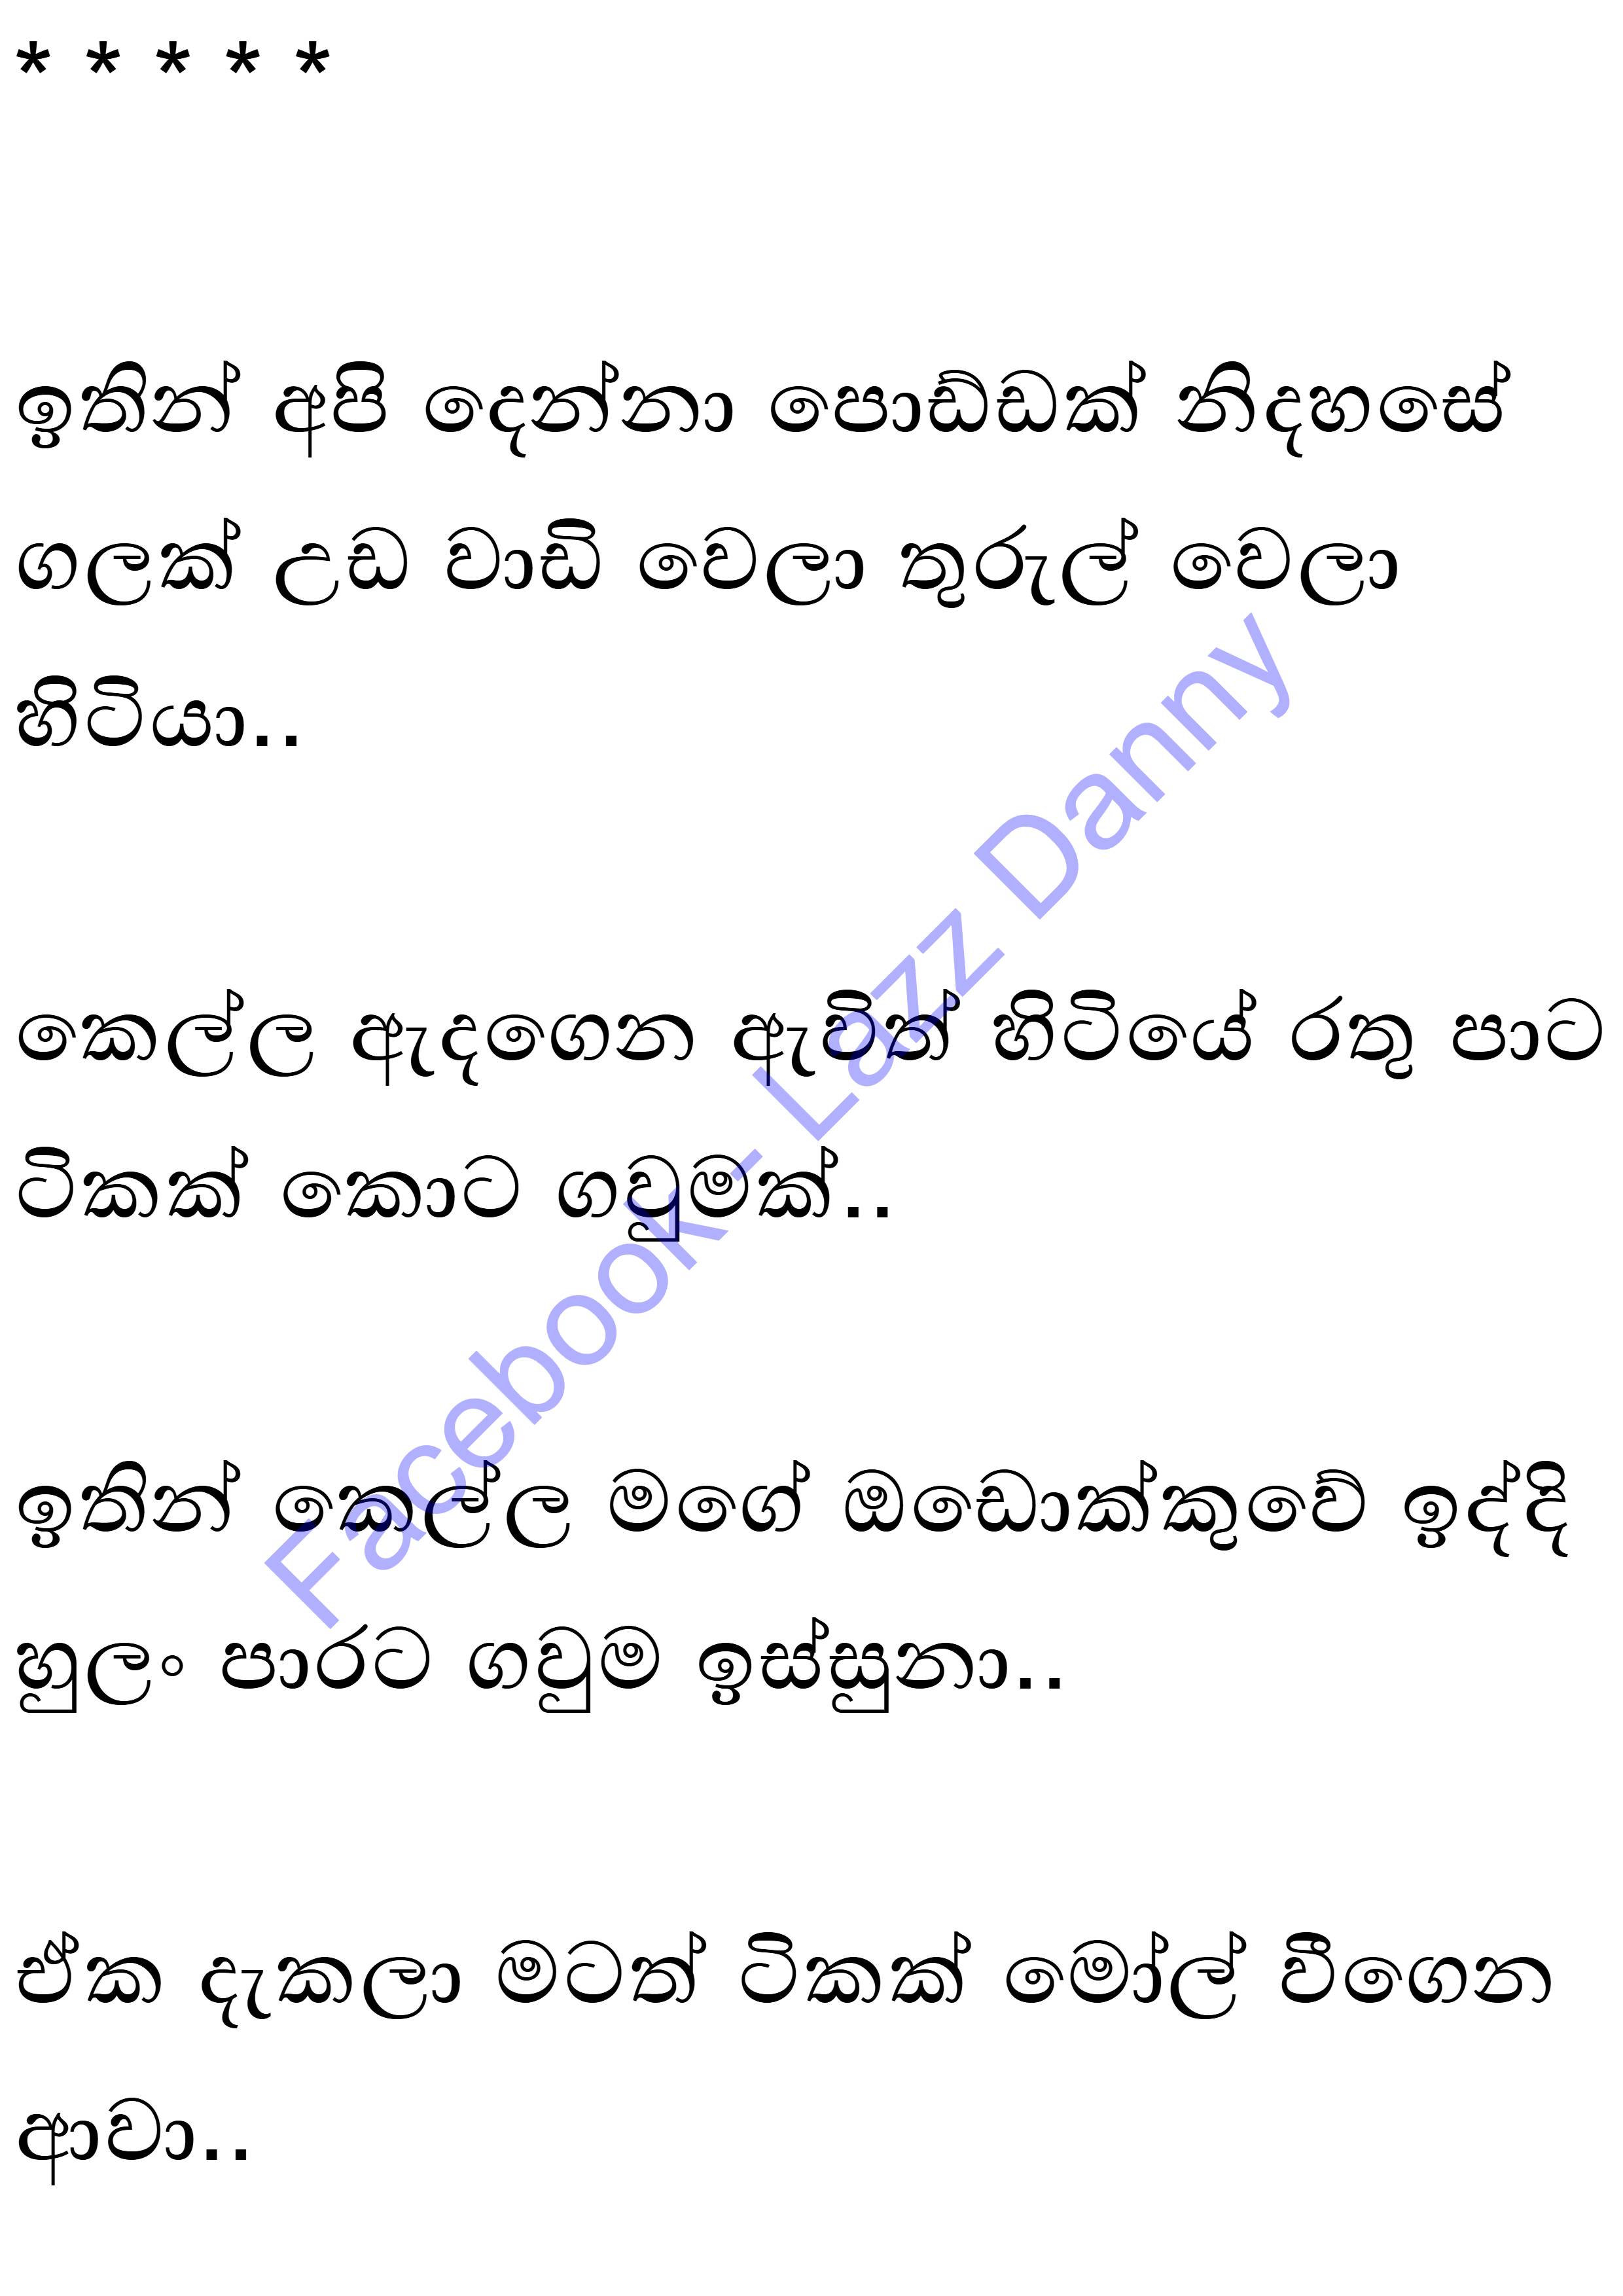 * * * * *
ඉතින් අපි දෙන්නා පොඩ්ඩක් නිදහසේ
ගලක් උඩ වාඩි වෙලා තුරුල් වෙලා
හිටියා..
කෙල්ල ඇදගෙන ඇවිත් හිටියේ රතු පාට
ටිකක් කොට ගවුමක්..
ඉතින් කෙල්ල මගේ ඔඩොක්කුවේ ඉද්දි
හුලං පාරට ගවුම ඉස්සුනා..
ඒක දැකලා මටත් ටිකක් මෝල් වීගෙන
ආවා..
Facebook - Lazz Danny